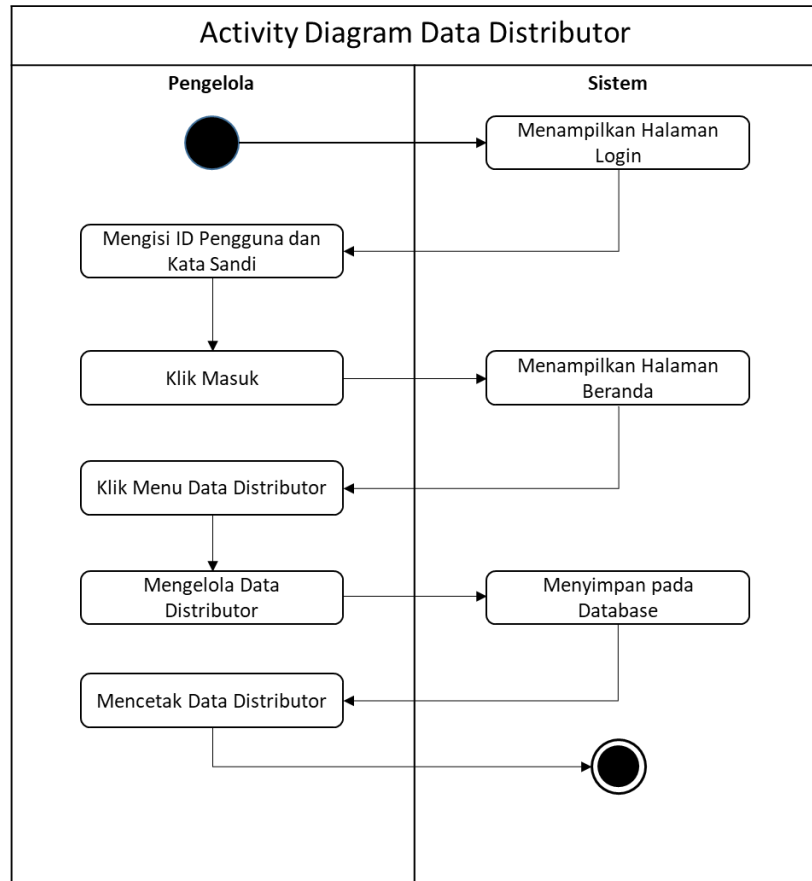 Activity Diagram Data Distributor
Pengelola
Sistem
Menampilkan Halaman
Login
Mengisi ID Pengguna dan
Kata Sandi
Klik Masuk
Menampilkan Halaman
Beranda
Klik Menu Data Distributor
Mengelola Data
Distributor
Menyimpan pada
Database
Mencetak Data Distributor